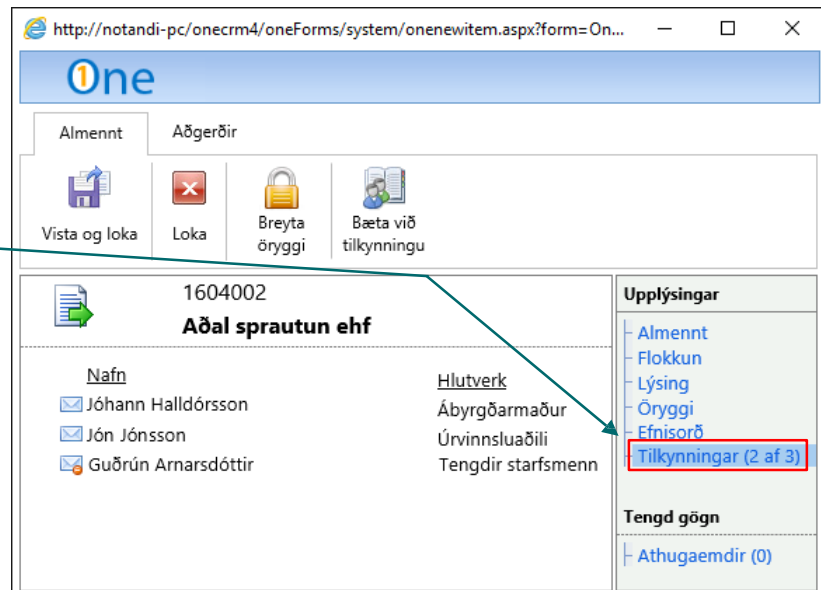 http://notandi-pc/onecrm4/oneForms/system/onenewitem.aspx?form=On...
One
Almennt
Aðgerðir
Vista og loka
Loka
Breyta
öryggi
Bæta við
tilkynningu
1604002
Aðal sprautun ehf
Nafn
Hlutverk
Jóhann Halldórsson
Ábyrgðarmaður
Jón Jónsson
Úrvinnsluaðili
Guðrún Arnarsdóttir
Tengdir starfsmenn
Upplýsingar
Almennt
Flokkun
Lýsing
Öryggi
Efnisorð
Tilkynningar (2 af 3)
Tengd gögn
Athugaemdir (0)